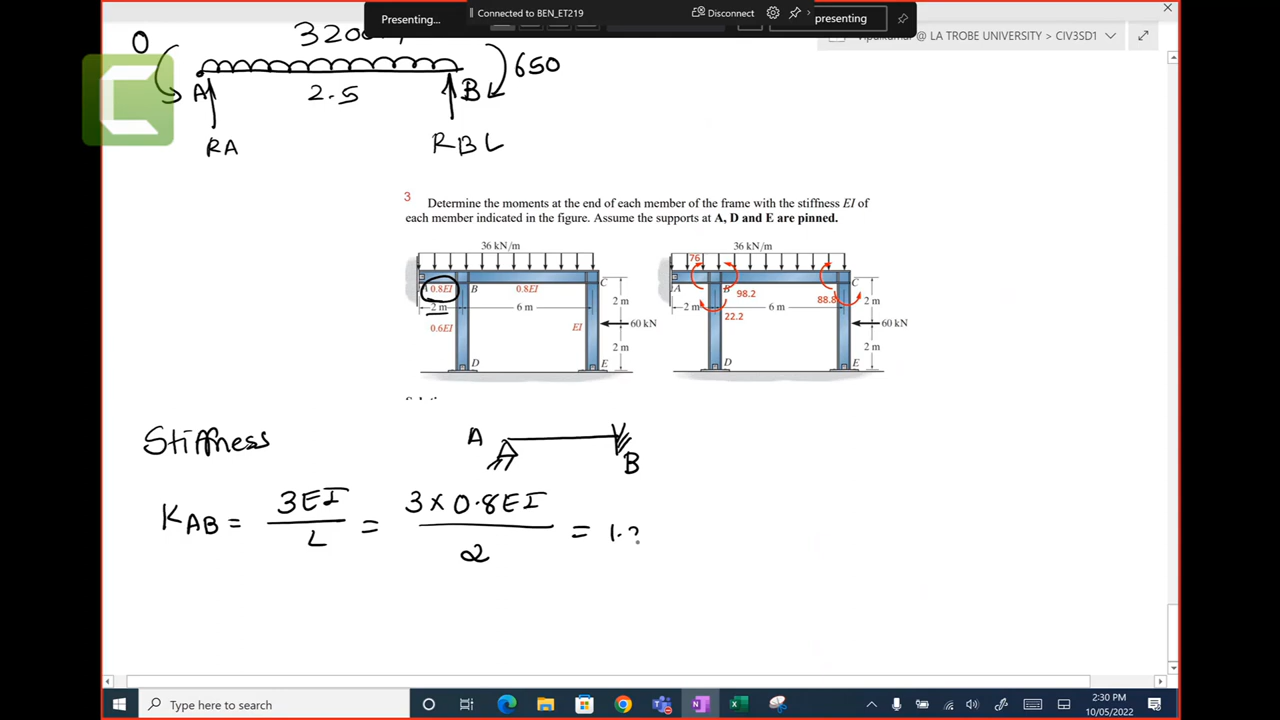 Presenting...
Connected to BEN_ET219
Disconnect
presenting
Vipulkumar @ LA TROBE UNIVERSITY > CIV3SD1
0
650
A
2.5
B
RA
RBL
3 Determine the moments at the end of each member of the frame with the stiffness EI of
each member indicated in the figure. Assume the supports at A, D and E are pinned.
36 kN/m
36 kN/m
76
A 0.8EI B 0.8EI C
A B 98.2 88.8 C
2 m 6 m 2 m
2 m 6 m 2 m
22.2
0.6EI EI 60 kN
60 kN
2 m
2 m
D E
D E
Stiffness
A
B
KAB = 3EI / L = 3 x 0.8EI / 2 = 1.
Type here to search
2:30 PM
10/05/2022